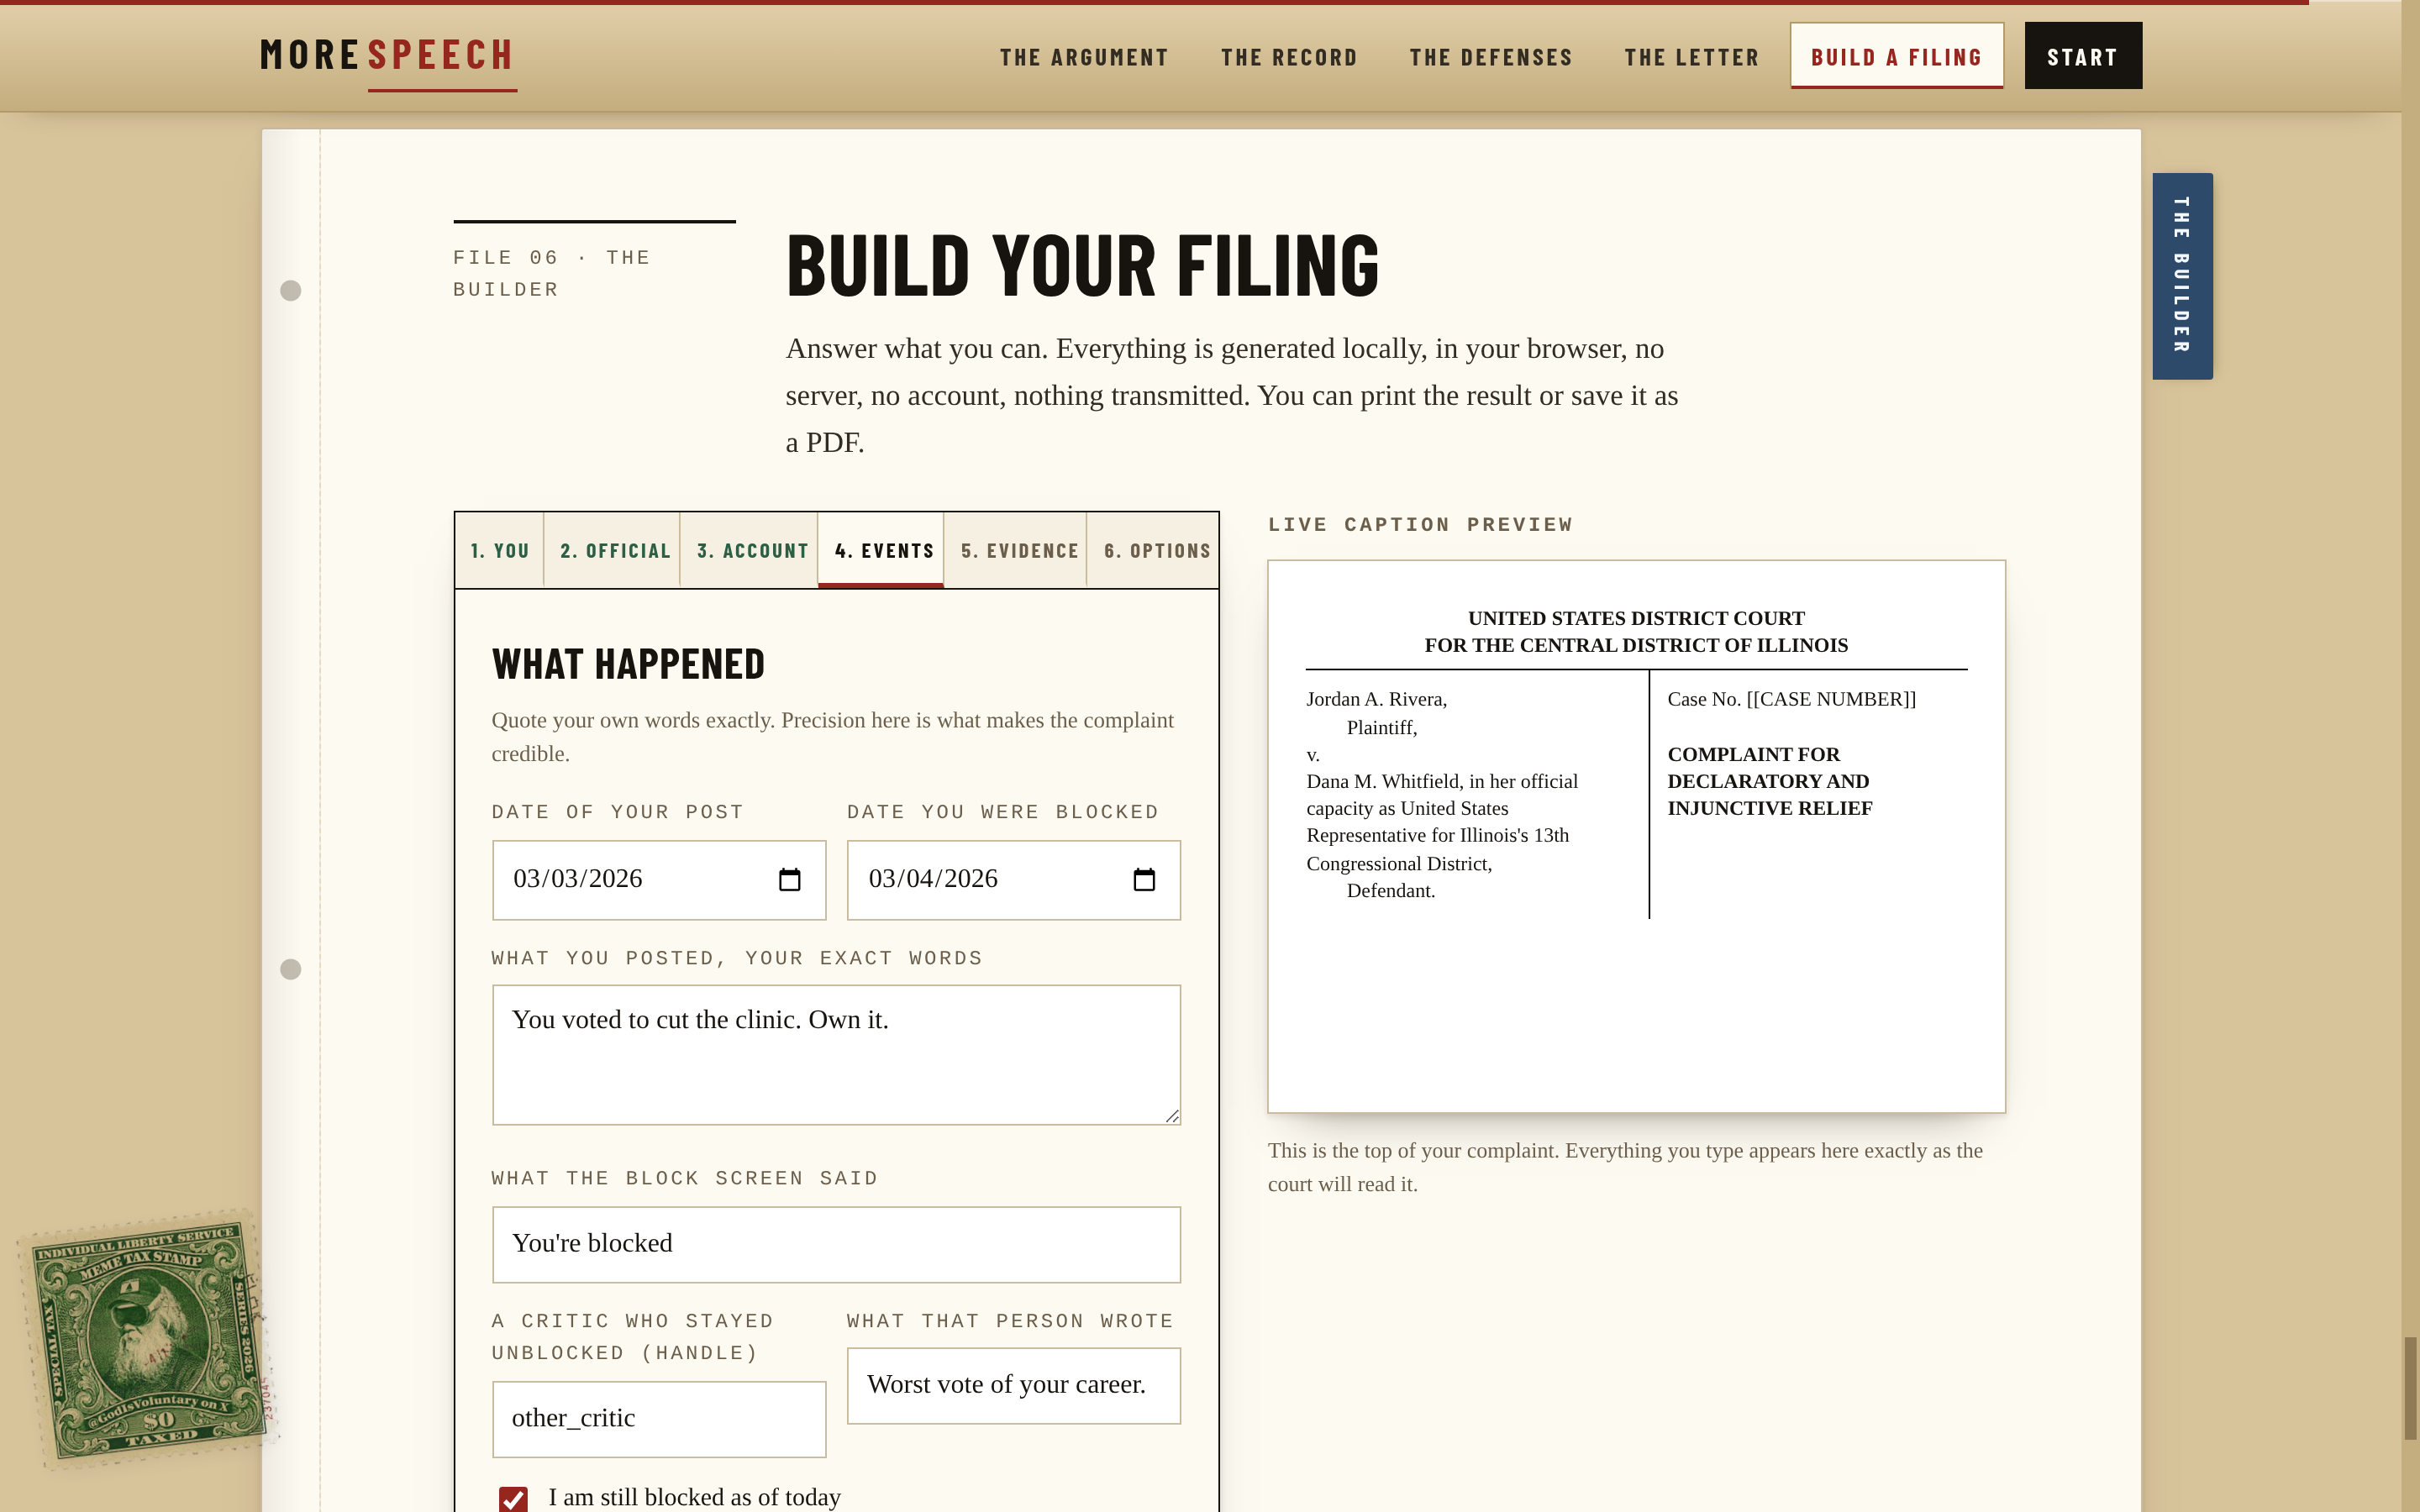 MORE SPEECH
THE ARGUMENT
THE RECORD
THE DEFENSES
THE LETTER
BUILD A FILING
START
THE BUILDER
FILE 06 · THE
BUILDER
BUILD YOUR FILING
Answer what you can. Everything is generated locally, in your browser, no
server, no account, nothing transmitted. You can print the result or save it as
a PDF.
1. YOU
2. OFFICIAL
3. ACCOUNT
4. EVENTS
5. EVIDENCE
6. OPTIONS
WHAT HAPPENED
Quote your own words exactly. Precision here is what makes the complaint
credible.
DATE OF YOUR POST
DATE YOU WERE BLOCKED
03/03/2026
03/04/2026
WHAT YOU POSTED, YOUR EXACT WORDS
You voted to cut the clinic. Own it.
WHAT THE BLOCK SCREEN SAID
You're blocked
A CRITIC WHO STAYED
UNBLOCKED (HANDLE)
WHAT THAT PERSON WROTE
other_critic
Worst vote of your career.
I am still blocked as of today
LIVE CAPTION PREVIEW
UNITED STATES DISTRICT COURT
FOR THE CENTRAL DISTRICT OF ILLINOIS
Jordan A. Rivera,
Plaintiff,
v.
Dana M. Whitfield, in her official
capacity as United States
Representative for Illinois's 13th
Congressional District,
Defendant.
Case No. [[CASE NUMBER]]
COMPLAINT FOR
DECLARATORY AND
INJUNCTIVE RELIEF
This is the top of your complaint. Everything you type appears here exactly as the
court will read it.
INDIVIDUAL LIBERTY SERVICE
MEME TAX STAMP
SPECIAL TAX
SERIES 2026
@GodIsVoluntary on X
$0
TAXED